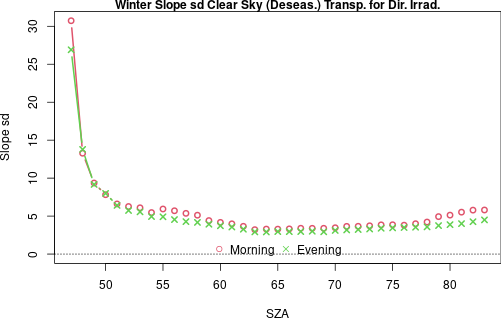 Winter Slope sd Clear Sky (Deseas.) Transp. for Dir. Irrad.
Slope sd
30
25
20
15
10
5
0
Morning Evening
50 55 60 65 70 75 80
SZA